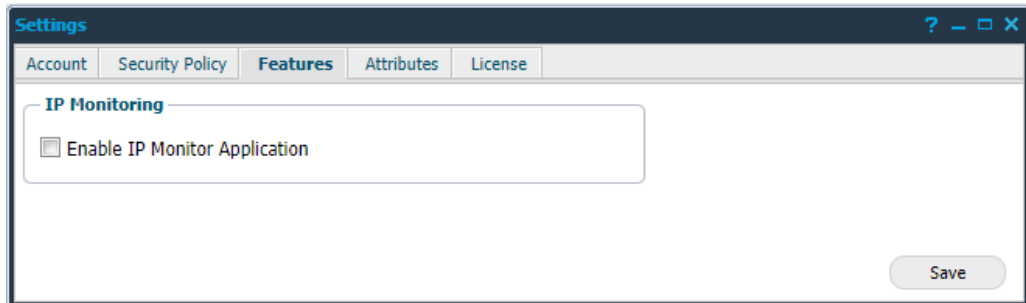 Settings
?
Account Security Policy Features Attributes License
IP Monitoring
Enable IP Monitor Application
Save